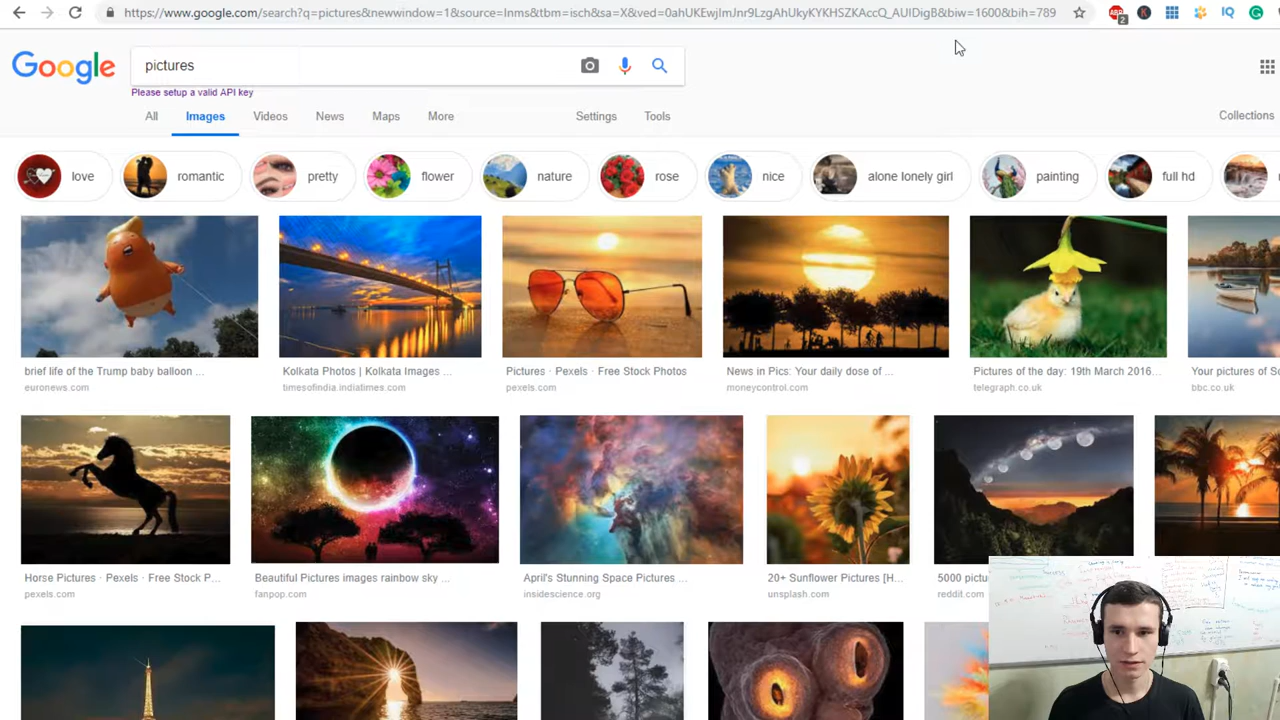 https://www.google.com/search?q=pictures&newwindow=1&source=lnms&tbm=isch&sa=X&ved=0ahUKEwjImJnr9LzgAhUkyKYKHSZKAccQ_AUIDigB&biw=1600&bih=789
ABP
2
K
IQ
G
Google
pictures
Please setup a valid API key
All
Images
Videos
News
Maps
More
Settings
Tools
Collections
love
romantic
pretty
flower
nature
rose
nice
alone lonely girl
painting
full hd
brief life of the Trump baby balloon ...
euronews.com
Kolkata Photos | Kolkata Images ...
timesofindia.indiatimes.com
Pictures · Pexels · Free Stock Photos
pexels.com
News in Pics: Your daily dose of ...
moneycontrol.com
Pictures of the day: 19th March 2016...
telegraph.co.uk
Your pictures of Sc
bbc.co.uk
Horse Pictures · Pexels · Free Stock P...
pexels.com
Beautiful Pictures images rainbow sky ...
fanpop.com
April's Stunning Space Pictures ...
insidescience.org
20+ Sunflower Pictures [H...
unsplash.com
5000 pictu
reddit.com